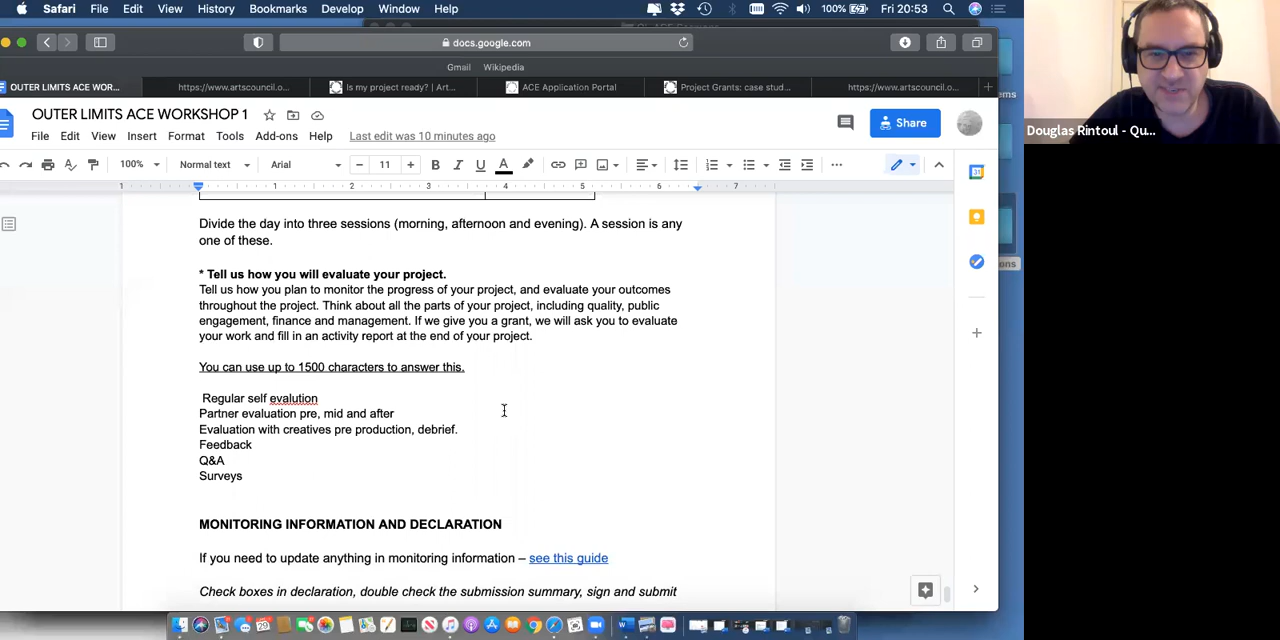 Safari File Edit View History Bookmarks Develop Window Help 100% Fri 20:53
docs.google.com
Gmail Wikipedia
OUTER LIMITS ACE WOR... https://www.artscouncil.o... Is my project ready? | Art... ACE Application Portal Project Grants: case stud... https://www.artscouncil.o...
OUTER LIMITS ACE WORKSHOP 1
File Edit View Insert Format Tools Add-ons Help Last edit was 10 minutes ago
Share
100% Normal text Arial 11 B I U A
1 1 2 3 4 5 6 7
Divide the day into three sessions (morning, afternoon and evening). A session is any
one of these.
* Tell us how you will evaluate your project.
Tell us how you plan to monitor the progress of your project, and evaluate your outcomes
throughout the project. Think about all the parts of your project, including quality, public
engagement, finance and management. If we give you a grant, we will ask you to evaluate
your work and fill in an activity report at the end of your project.
You can use up to 1500 characters to answer this.
Regular self evalution
Partner evaluation pre, mid and after
Evaluation with creatives pre production, debrief.
Feedback
Q&A
Surveys
MONITORING INFORMATION AND DECLARATION
If you need to update anything in monitoring information – see this guide
Check boxes in declaration, double check the submission summary, sign and submit
Douglas Rintoul - Qu...